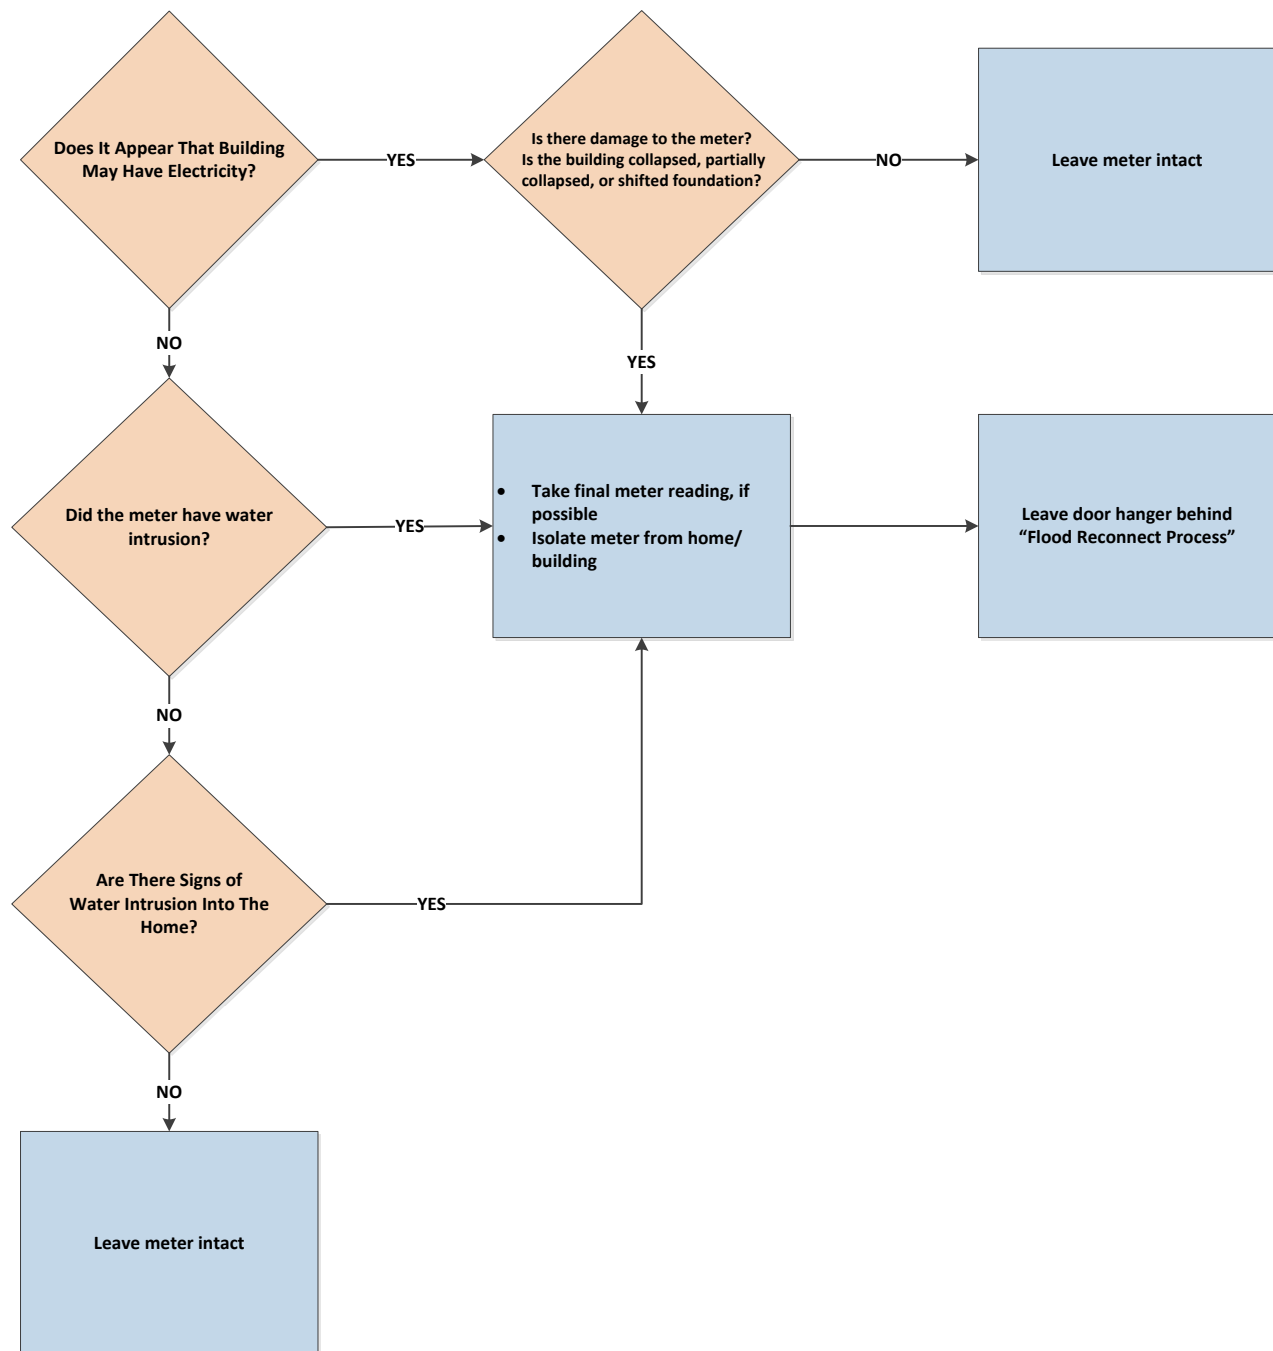 Does It Appear That Building
May Have Electricity?
YES
Is there damage to the meter?
Is the building collapsed, partially
collapsed, or shifted foundation?
NO
Leave meter intact
NO
YES
Did the meter have water
intrusion?
YES
• Take final meter reading, if
possible
• Isolate meter from home/
building
Leave door hanger behind
“Flood Reconnect Process”
NO
Are There Signs of
Water Intrusion Into The
Home?
YES
NO
Leave meter intact